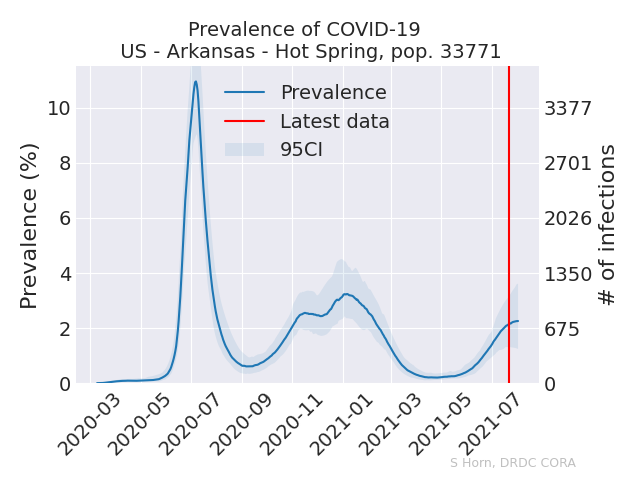 Prevalence of COVID-19
US - Arkansas - Hot Spring, pop. 33771
Prevalence (%)
10
8
6
4
2
0
Prevalence
Latest data
95CI
3377
2701
2026
1350
675
0
# of infections
2020-03
2020-05
2020-07
2020-09
2020-11
2021-01
2021-03
2021-05
2021-07
S Horn, DRDC CORA